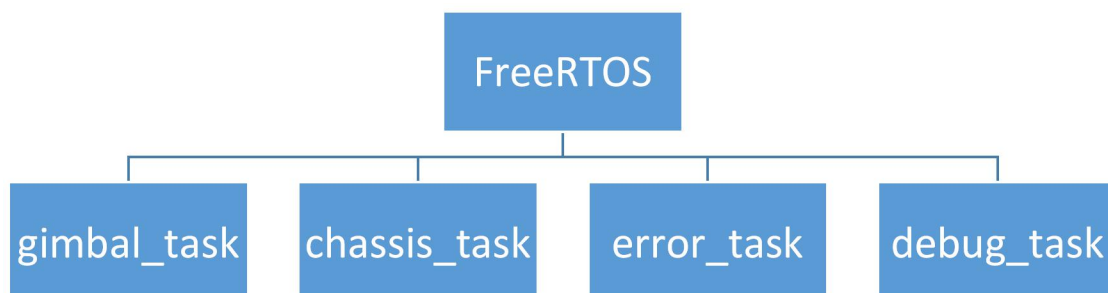 FreeRTOS
gimbal_task
chassis_task
error_task
debug_task